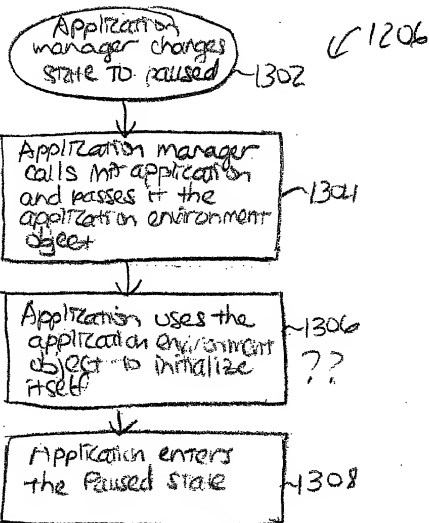 Application
manager changes
state to paused
1206
1302
Application manager
calls init application
and passes it the
application environment
object
1304
Application uses the
application environment
object to initialize
itself
1306
??
Application enters
the Paused state
1308